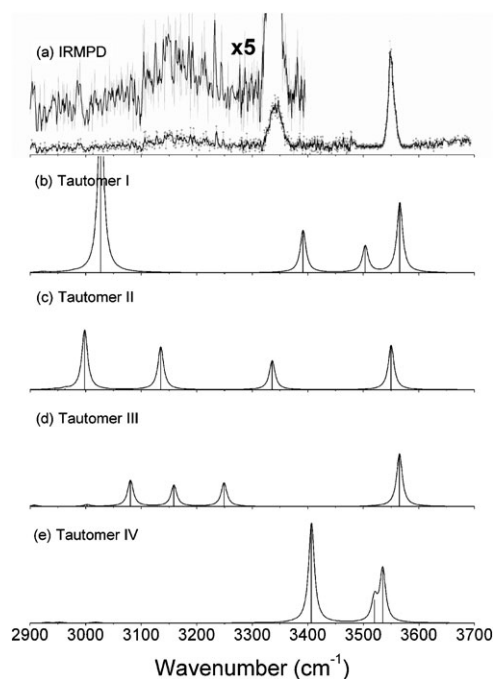 (a) IRMPD
x5
(b) Tautomer I
(c) Tautomer II
(d) Tautomer III
(e) Tautomer IV
2900 3000 3100 3200 3300 3400 3500 3600 3700
Wavenumber (cm⁻¹)